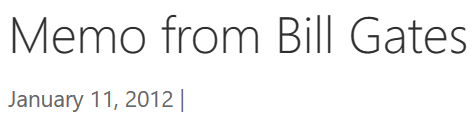 Memo from Bill Gates
January 11, 2012 |